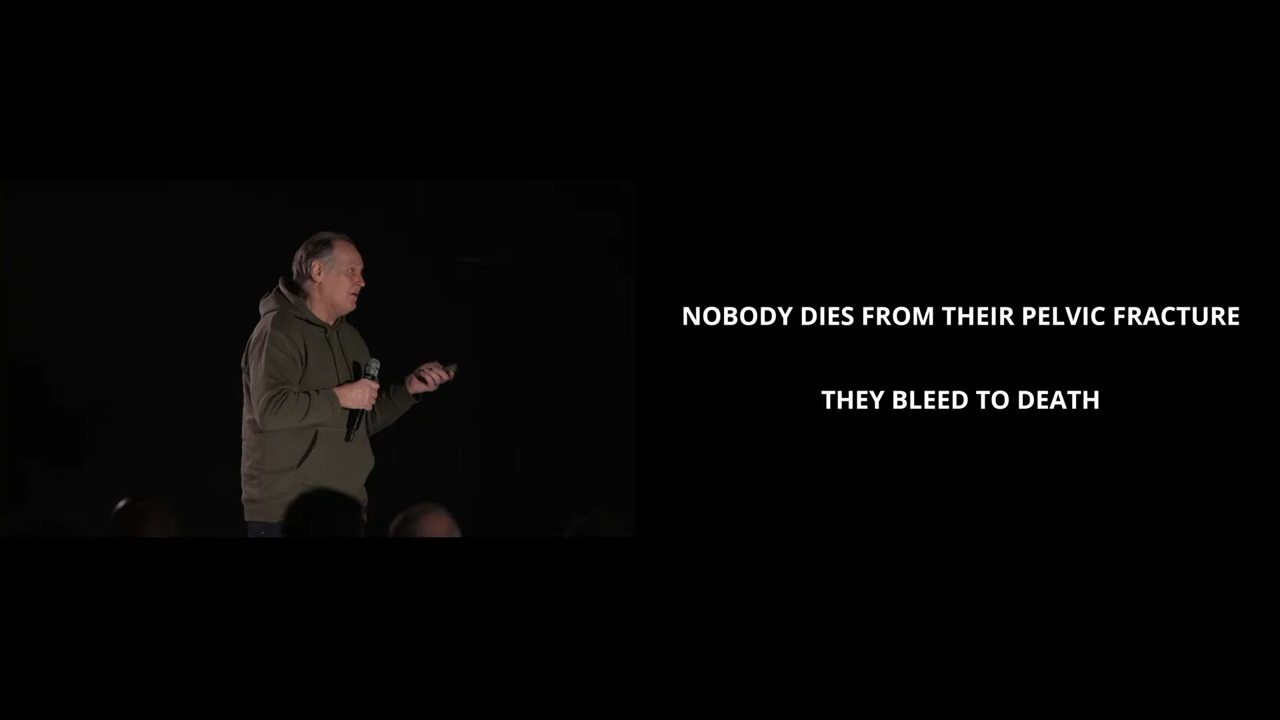 NOBODY DIES FROM THEIR PELVIC FRACTURE
THEY BLEED TO DEATH